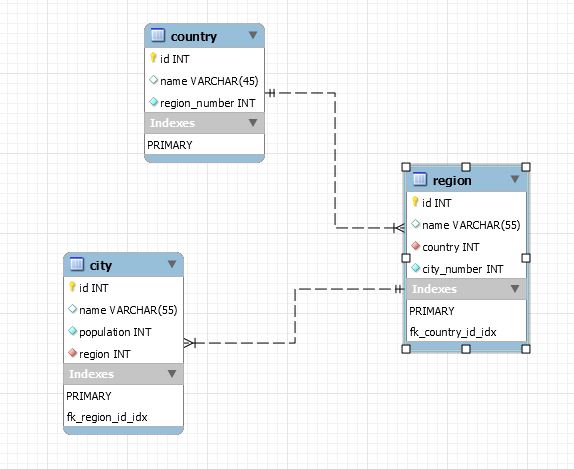 country
id INT
name VARCHAR(45)
region_number INT
Indexes
PRIMARY
region
id INT
name VARCHAR(55)
country INT
city_number INT
Indexes
PRIMARY
fk_country_id_idx
city
id INT
name VARCHAR(55)
population INT
region INT
Indexes
PRIMARY
fk_region_id_idx